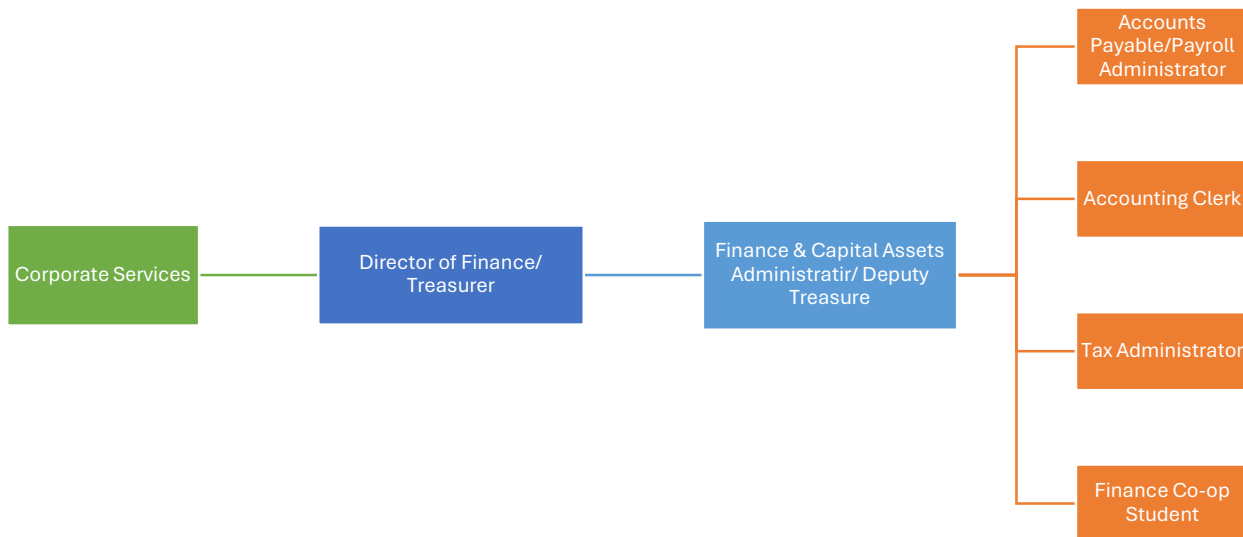 Corporate Services
Director of Finance/
Treasurer
Finance & Capital Assets
Administratir/ Deputy
Treasure
Accounts
Payable/Payroll
Administrator
Accounting Clerk
Tax Administrator
Finance Co-op
Student